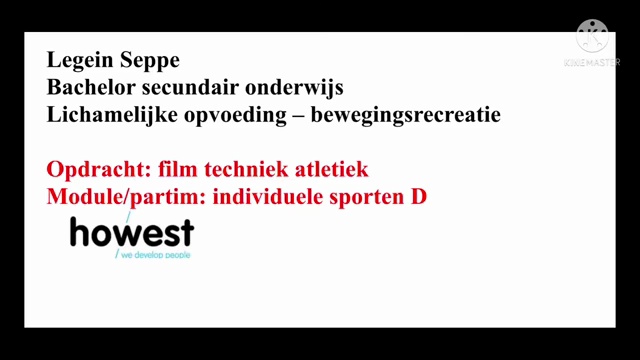 KINEMASTER
Legein Seppe
Bachelor secundair onderwijs
Lichamelijke opvoeding – bewegingsrecreatie
Opdracht: film techniek atletiek
Module/partim: individuele sporten D
howest
we develop people